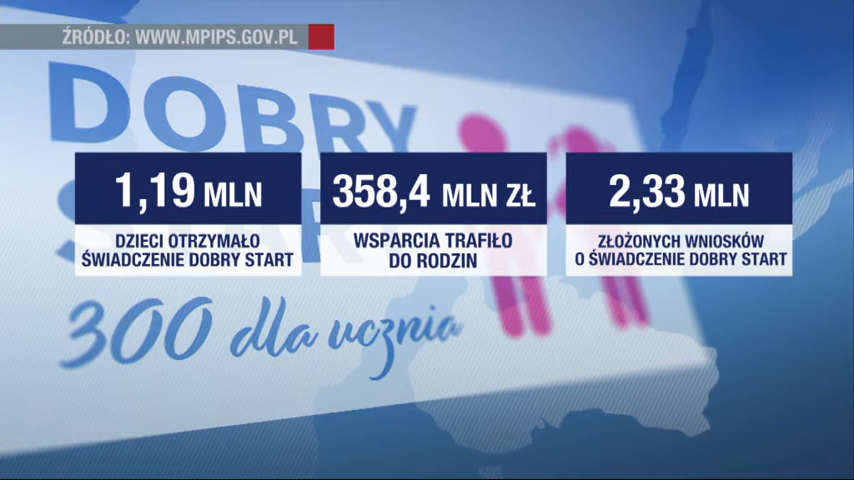 ŹRÓDŁO: WWW.MPIPS.GOV.PL
DOBRY
START
1,19 MLN
DZIECI OTRZYMAŁO
ŚWIADCZENIE DOBRY START
358,4 MLN ZŁ
WSPARCIA TRAFIŁO
DO RODZIN
2,33 MLN
ZŁOŻONYCH WNIOSKÓW
O ŚWIADCZENIE DOBRY START
300 dla ucznia